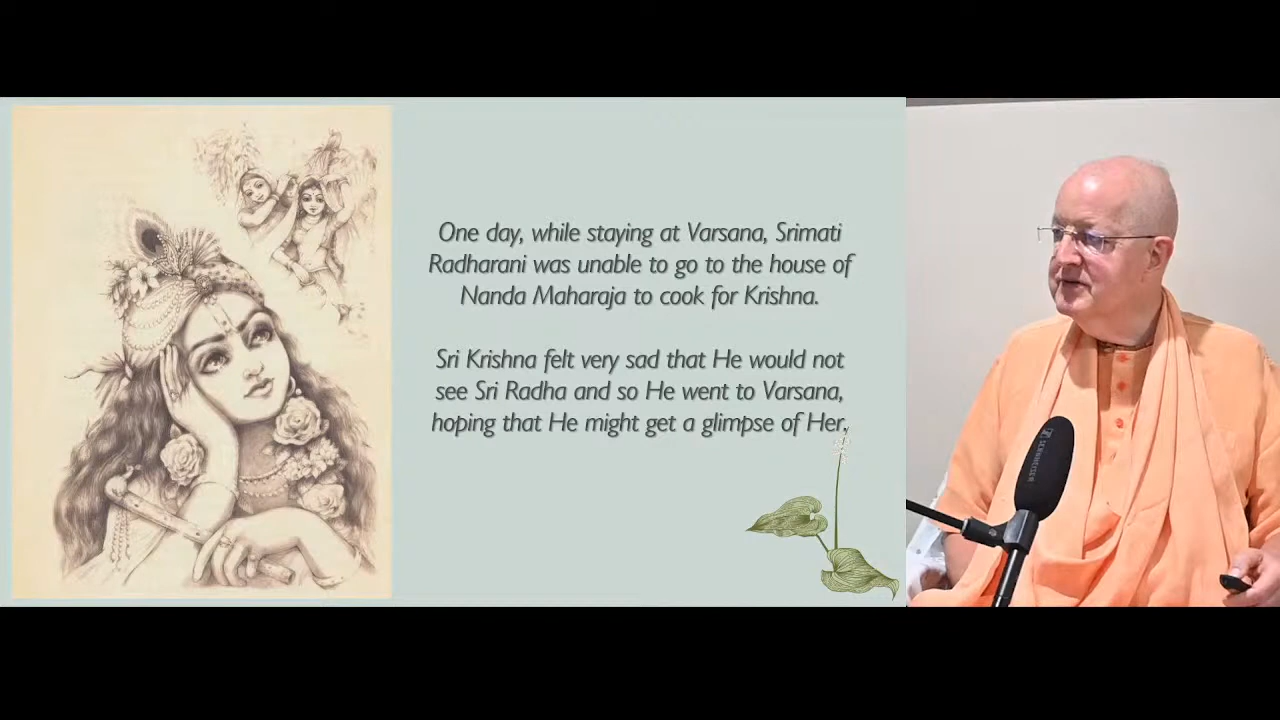 One day, while staying at Varsana, Srimati
Radharani was unable to go to the house of
Nanda Maharaja to cook for Krishna.
Sri Krishna felt very sad that He would not
see Sri Radha and so He went to Varsana,
hoping that He might get a glimpse of Her.
SENNHEISER